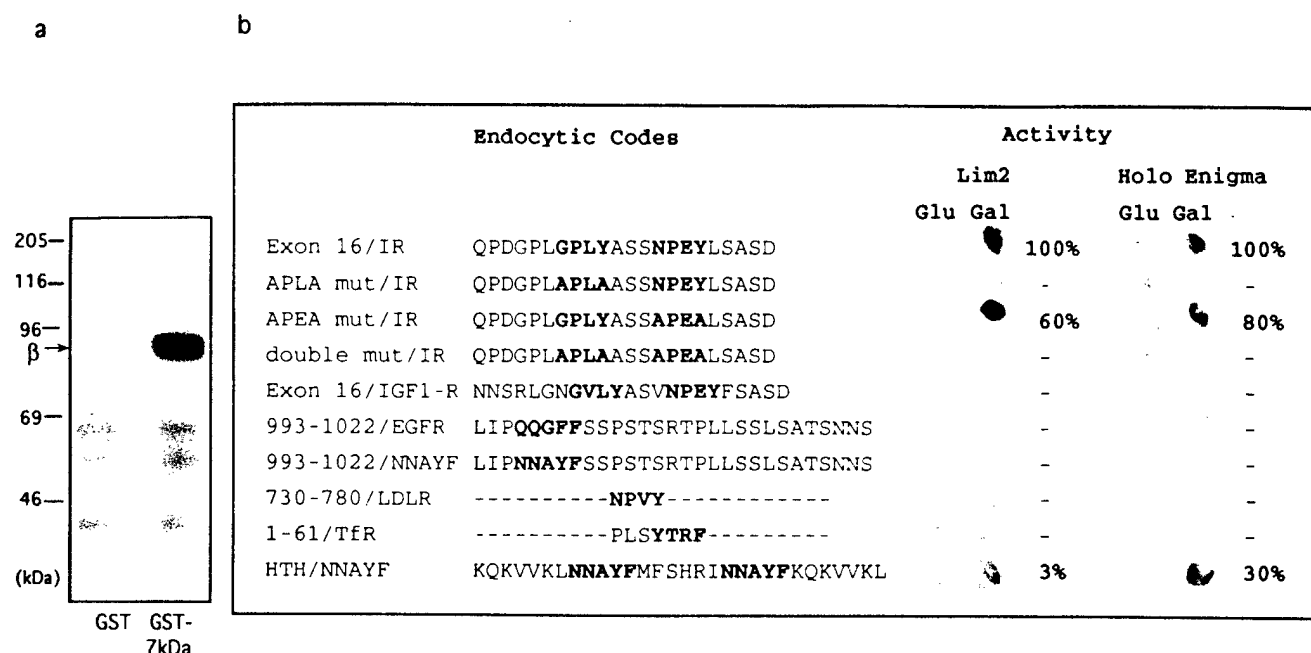 a
b
205
116
96
β
69
46
(kDa)
GST GST-
7kDa
Endocytic Codes Activity
Lim2 Holo Enigma
Glu Gal Glu Gal
Exon 16/IR QPDGPLGPLYASSNPEYLSASD 100% 100%
APLA mut/IR QPDGPLAPLAASSNPEYLSASD - -
APEA mut/IR QPDGPLGPLYASSAPEALSASD 60% 80%
double mut/IR QPDGPLAPLAASSAPEALSASD - -
Exon 16/IGF1-R NNSRLGNGVLYASVNPEYFSASD - -
993-1022/EGFR LIPQQGFFSSPSTSRTPLLSSLSATSNNS - -
993-1022/NNAYF LIPNNAYFSSPSTSRTPLLSSLSATSNNS - -
730-780/LDLR ----------NPVY------------ - -
1-61/TfR ----------PLSYTRF--------- - -
HTH/NNAYF KQKVVKLNNAYFMFSHRINNAYFKQKVVKL 3% 30%